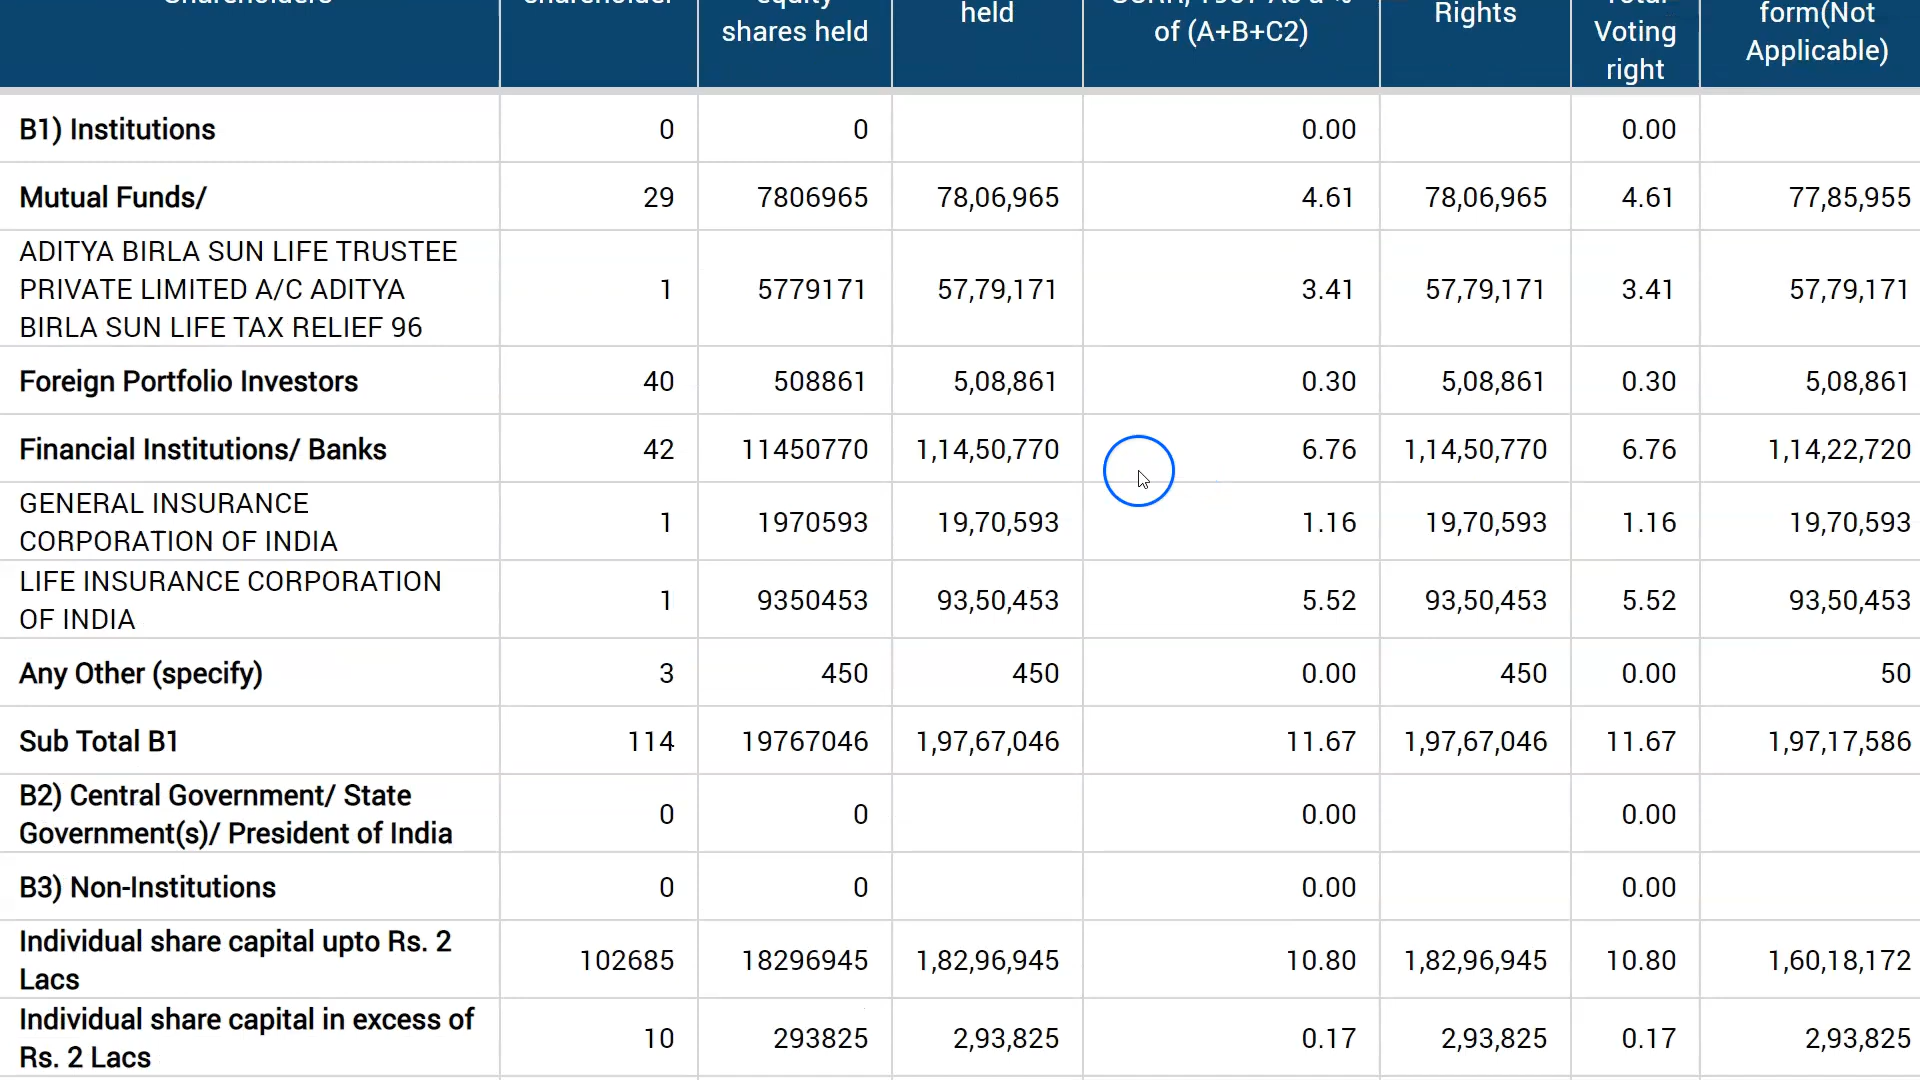 shares held
held
of (A+B+C2)
Rights
Voting
right
form(Not
Applicable)
B1) Institutions 0 0 0.00 0.00
Mutual Funds/ 29 7806965 78,06,965 4.61 78,06,965 4.61 77,85,955
ADITYA BIRLA SUN LIFE TRUSTEE
PRIVATE LIMITED A/C ADITYA
BIRLA SUN LIFE TAX RELIEF 96
1 5779171 57,79,171 3.41 57,79,171 3.41 57,79,171
Foreign Portfolio Investors 40 508861 5,08,861 0.30 5,08,861 0.30 5,08,861
Financial Institutions/ Banks 42 11450770 1,14,50,770 6.76 1,14,50,770 6.76 1,14,22,720
GENERAL INSURANCE
CORPORATION OF INDIA
1 1970593 19,70,593 1.16 19,70,593 1.16 19,70,593
LIFE INSURANCE CORPORATION
OF INDIA
1 9350453 93,50,453 5.52 93,50,453 5.52 93,50,453
Any Other (specify) 3 450 450 0.00 450 0.00 50
Sub Total B1 114 19767046 1,97,67,046 11.67 1,97,67,046 11.67 1,97,17,586
B2) Central Government/ State
Government(s)/ President of India
0 0 0.00 0.00
B3) Non-Institutions 0 0 0.00 0.00
Individual share capital upto Rs. 2
Lacs
102685 18296945 1,82,96,945 10.80 1,82,96,945 10.80 1,60,18,172
Individual share capital in excess of
Rs. 2 Lacs
10 293825 2,93,825 0.17 2,93,825 0.17 2,93,825